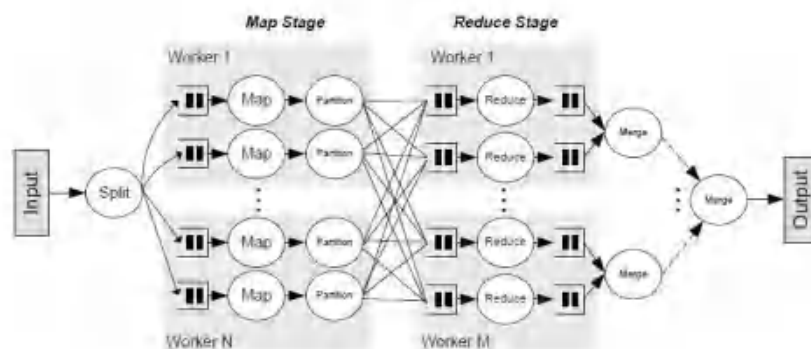 Map Stage
Reduce Stage
Worker 1
Worker 1
Map
Partition
Reduce
Merge
Map
Partition
Reduce
Input
Split
Merge
Output
Map
Partition
Reduce
Merge
Map
Partition
Reduce
Worker N
Worker M